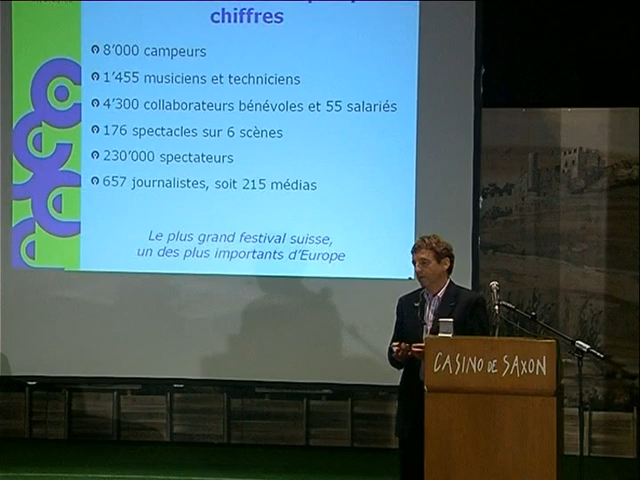 chiffres
8'000 campeurs
1'455 musiciens et techniciens
4'300 collaborateurs bénévoles et 55 salariés
176 spectacles sur 6 scènes
230'000 spectateurs
657 journalistes, soit 215 médias
Le plus grand festival suisse,
un des plus importants d'Europe
CASINO DE SAXON